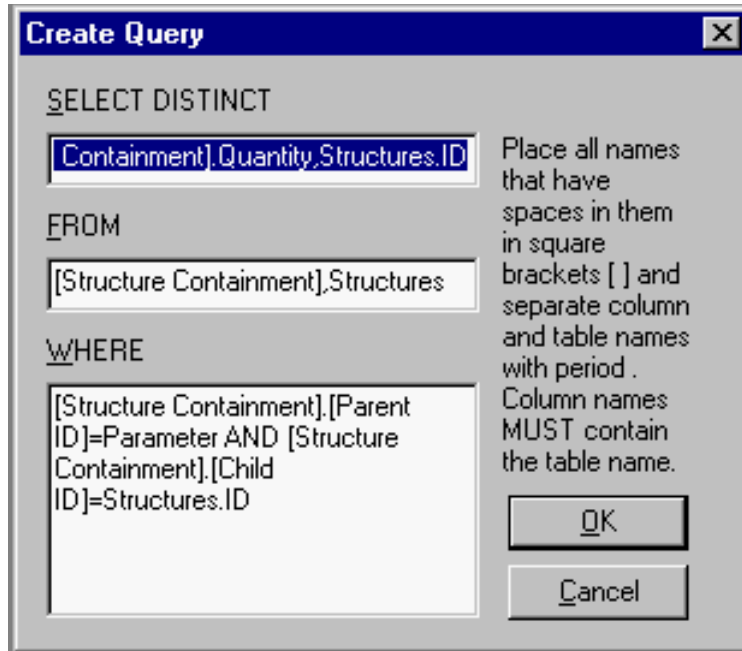 Create Query
SELECT DISTINCT
Containment].Quantity,Structures.ID
FROM
[Structure Containment],Structures
WHERE
[Structure Containment].[Parent
ID]=Parameter AND [Structure
Containment].[Child
ID]=Structures.ID
Place all names
that have
spaces in them
in square
brackets [ ] and
separate column
and table names
with period .
Column names
MUST contain
the table name.
OK
Cancel